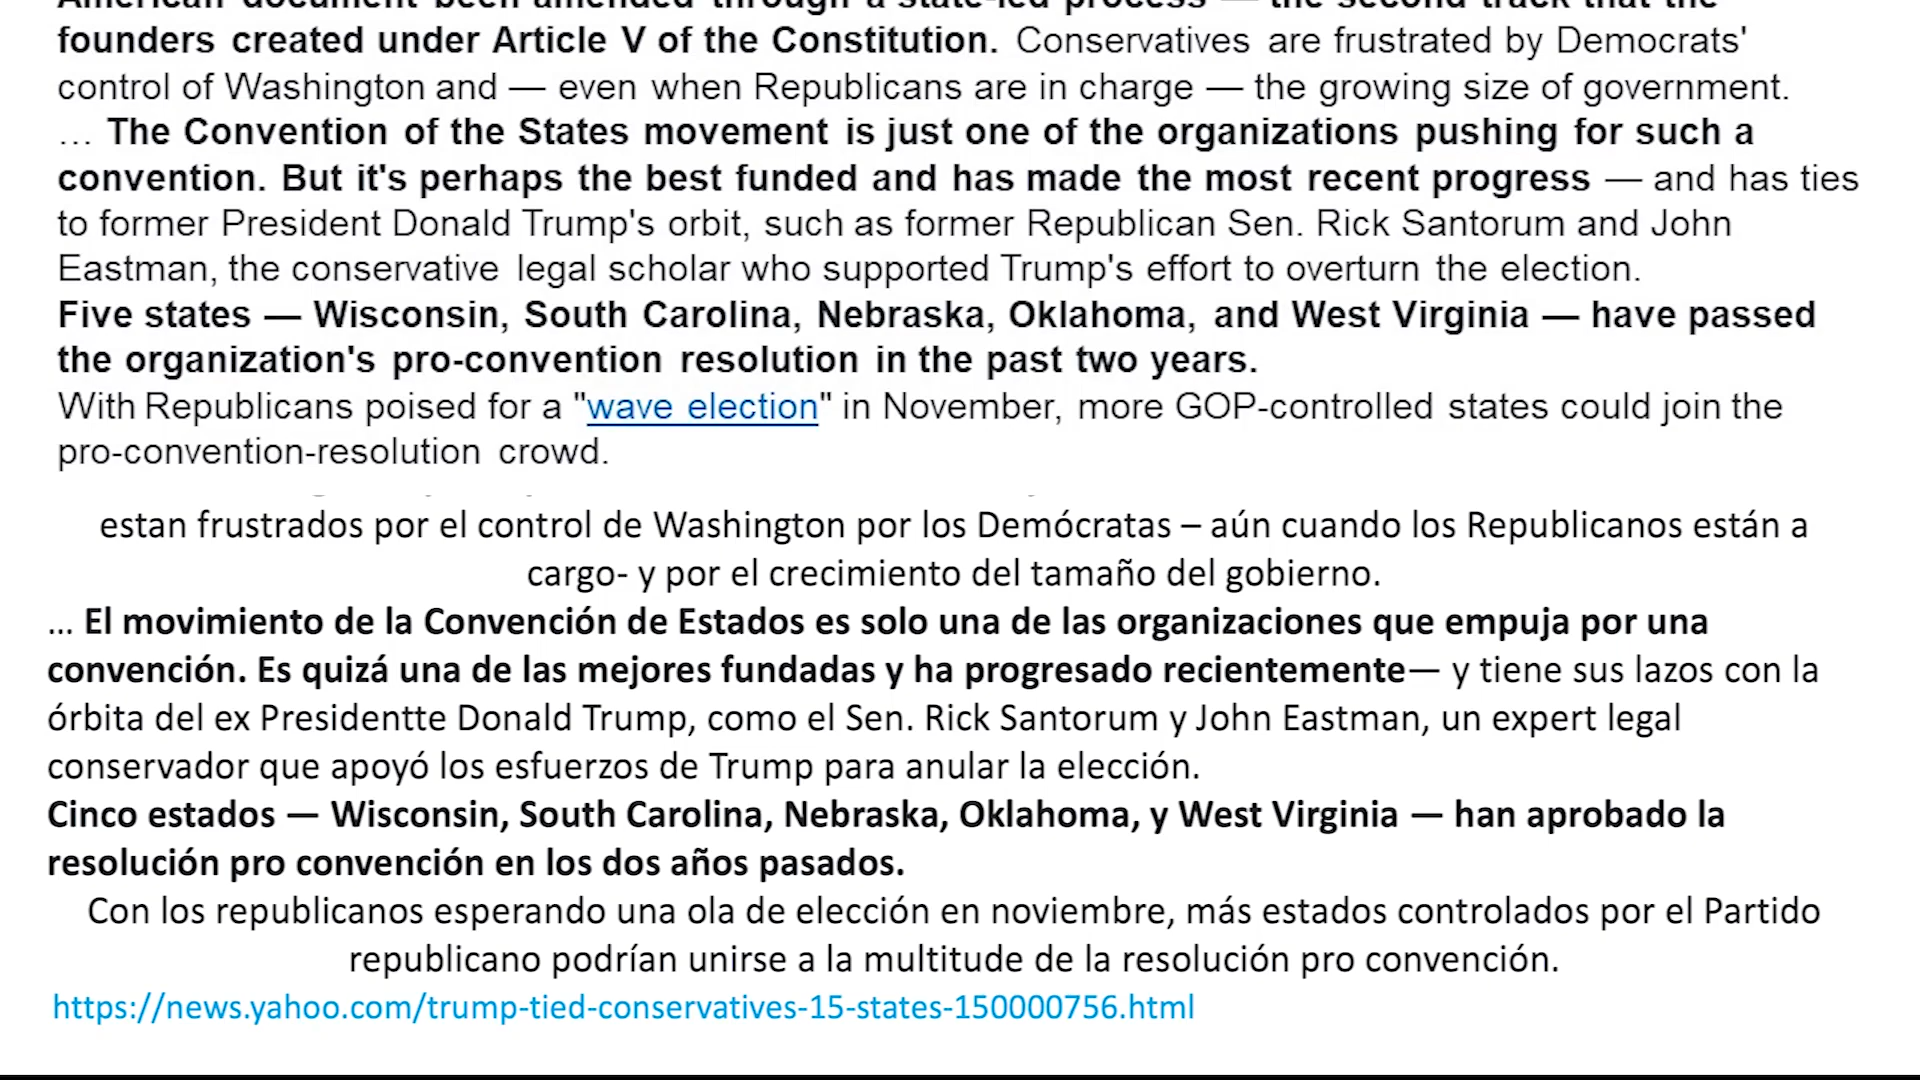 American document been amended through a state-led process — the second track that the
founders created under Article V of the Constitution. Conservatives are frustrated by Democrats'
control of Washington and — even when Republicans are in charge — the growing size of government.
... The Convention of the States movement is just one of the organizations pushing for such a
convention. But it's perhaps the best funded and has made the most recent progress — and has ties
to former President Donald Trump's orbit, such as former Republican Sen. Rick Santorum and John
Eastman, the conservative legal scholar who supported Trump's effort to overturn the election.
Five states — Wisconsin, South Carolina, Nebraska, Oklahoma, and West Virginia — have passed
the organization's pro-convention resolution in the past two years.
With Republicans poised for a "wave election" in November, more GOP-controlled states could join the
pro-convention-resolution crowd.
estan frustrados por el control de Washington por los Demócratas – aún cuando los Republicanos están a
cargo- y por el crecimiento del tamaño del gobierno.
... El movimiento de la Convención de Estados es solo una de las organizaciones que empuja por una
convención. Es quizá una de las mejores fundadas y ha progresado recientemente— y tiene sus lazos con la
órbita del ex Presidentte Donald Trump, como el Sen. Rick Santorum y John Eastman, un expert legal
conservador que apoyó los esfuerzos de Trump para anular la elección.
Cinco estados — Wisconsin, South Carolina, Nebraska, Oklahoma, y West Virginia — han aprobado la
resolución pro convención en los dos años pasados.
Con los republicanos esperando una ola de elección en noviembre, más estados controlados por el Partido
republicano podrían unirse a la multitude de la resolución pro convención.
https://news.yahoo.com/trump-tied-conservatives-15-states-150000756.html